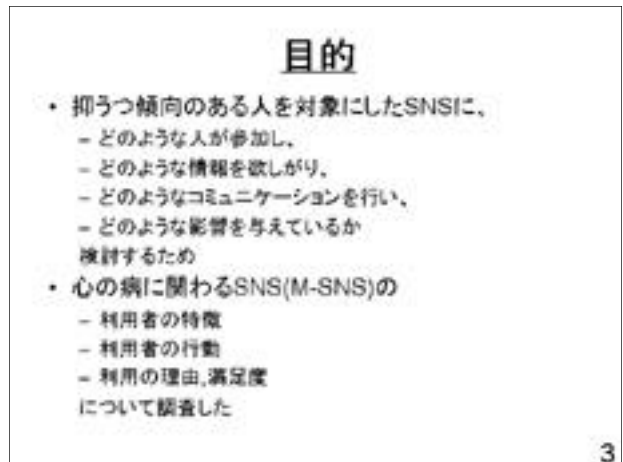 目的
• 抑うつ傾向のある人を対象にしたSNSに、
– どのような人が参加し、
– どのような情報を欲しがり、
– どのようなコミュニケーションを行い、
– どのような影響を与えているか
検討するため
• 心の病に関わるSNS(M-SNS)の
– 利用者の特徴
– 利用者の行動
– 利用の理由,満足度
について調査した
3